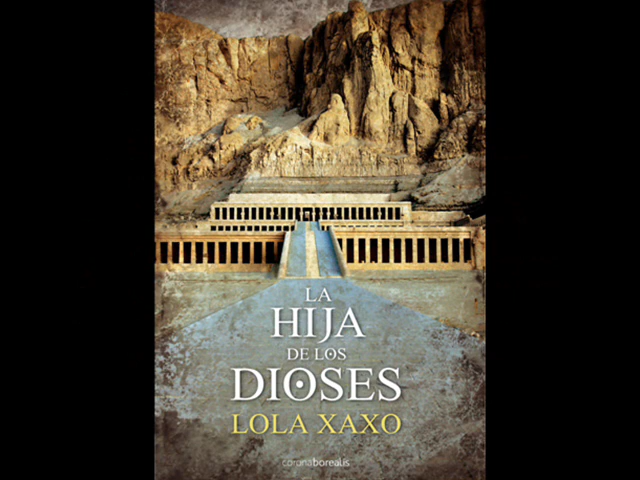 LA
HIJA
DE LOS
DIOSES
LOLA XAXO
coronaborealis